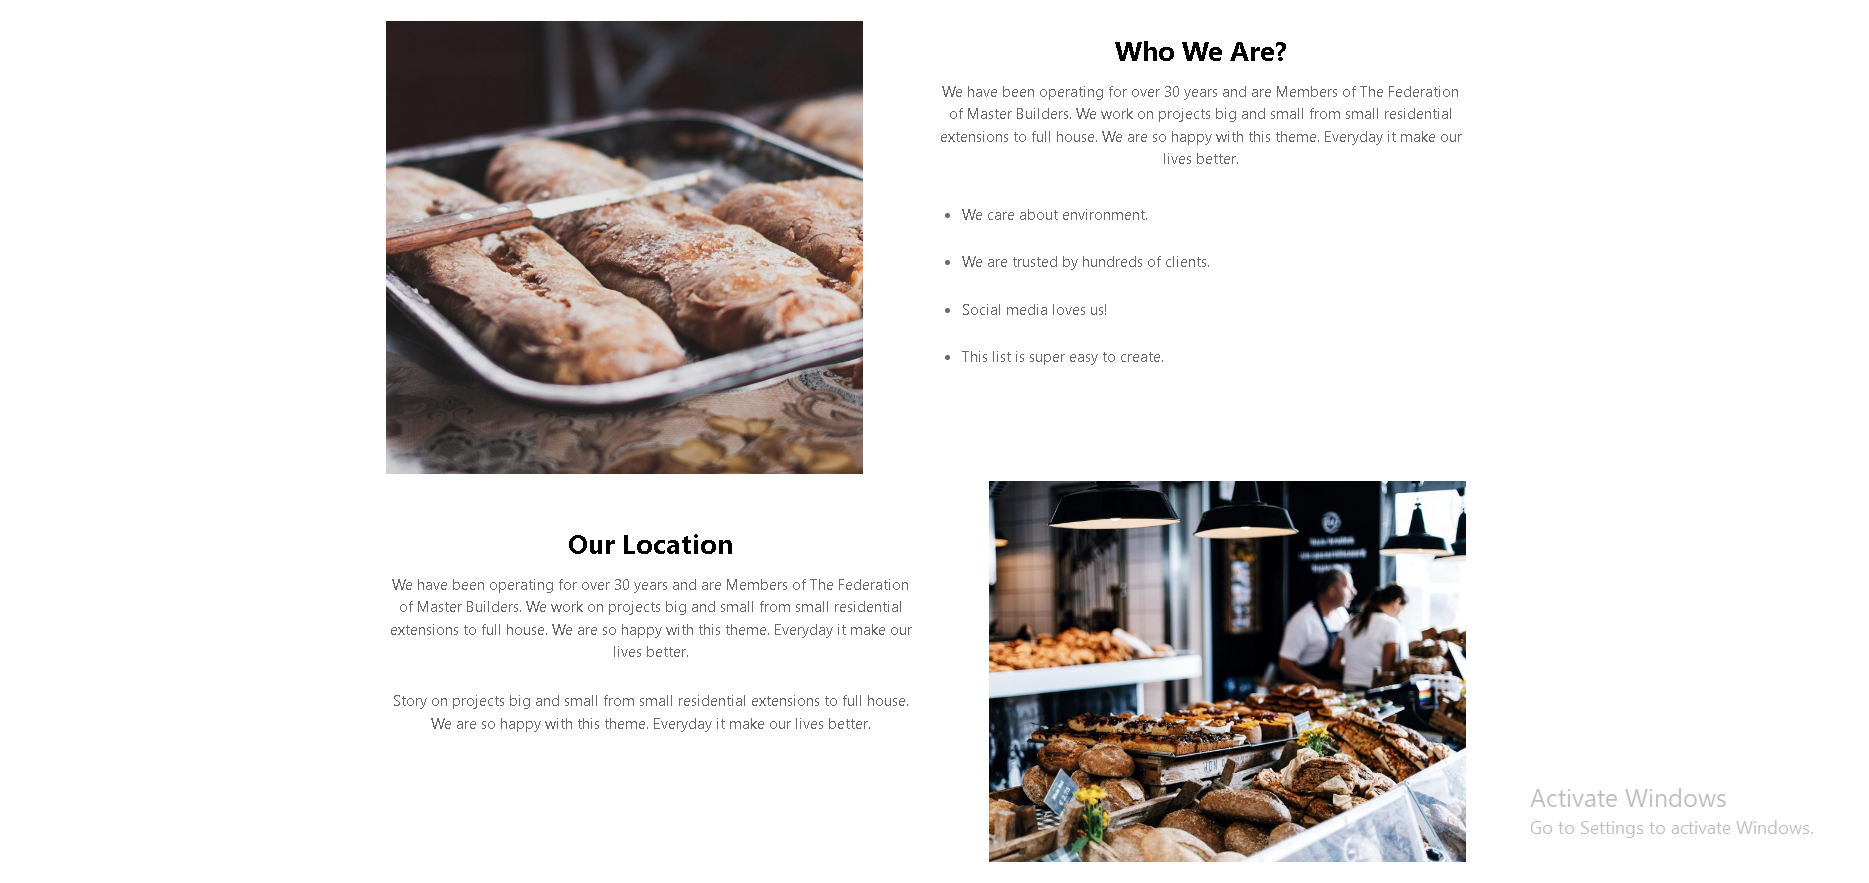 Who We Are?
We have been operating for over 30 years and are Members of The Federation
of Master Builders. We work on projects big and small from small residential
extensions to full house. We are so happy with this theme. Everyday it make our
lives better.
• We care about environment.
• We are trusted by hundreds of clients.
• Social media loves us!
• This list is super easy to create.
Our Location
We have been operating for over 30 years and are Members of The Federation
of Master Builders. We work on projects big and small from small residential
extensions to full house. We are so happy with this theme. Everyday it make our
lives better.
Story on projects big and small from small residential extensions to full house.
We are so happy with this theme. Everyday it make our lives better.
Activate Windows
Go to Settings to activate Windows.